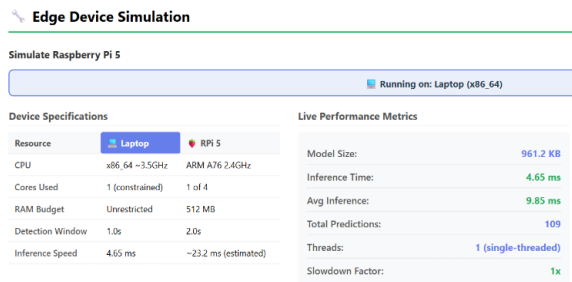 Edge Device Simulation
Simulate Raspberry Pi 5
Running on: Laptop (x86_64)
Device Specifications
Resource Laptop RPi 5
CPU x86_64 ~3.5GHz ARM A76 2.4GHz
Cores Used 1 (constrained) 1 of 4
RAM Budget Unrestricted 512 MB
Detection Window 1.0s 2.0s
Inference Speed 4.65 ms ~23.2 ms (estimated)
Live Performance Metrics
Model Size: 961.2 KB
Inference Time: 4.65 ms
Avg Inference: 9.85 ms
Total Predictions: 109
Threads: 1 (single-threaded)
Slowdown Factor: 1x